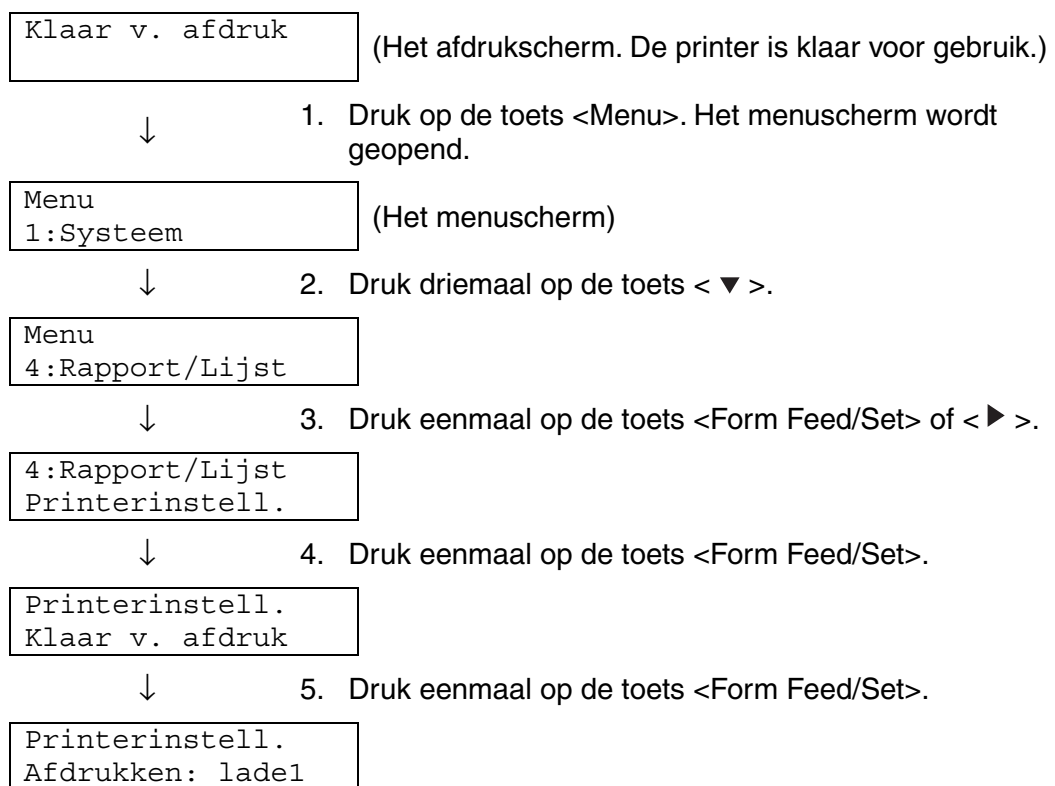 Klaar v. afdruk
(Het afdrukscherm. De printer is klaar voor gebruik.)
↓
1. Druk op de toets <Menu>. Het menuscherm wordt
geopend.
Menu
1:Systeem
(Het menuscherm)
↓
2. Druk driemaal op de toets < ▼ >.
Menu
4:Rapport/Lijst
↓
3. Druk eenmaal op de toets <Form Feed/Set> of < ▶ >.
4:Rapport/Lijst
Printerinstell.
↓
4. Druk eenmaal op de toets <Form Feed/Set>.
Printerinstell.
Klaar v. afdruk
↓
5. Druk eenmaal op de toets <Form Feed/Set>.
Printerinstell.
Afdrukken: lade1